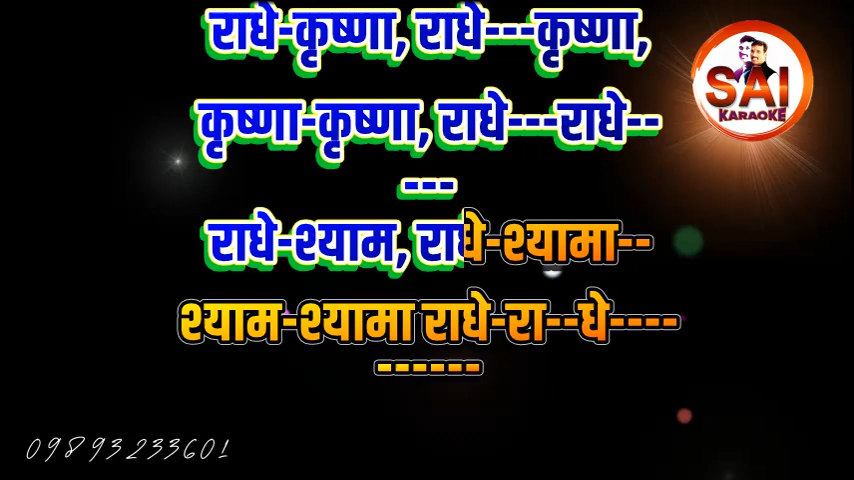 राधे-कृष्णा, राधे---कृष्णा,
SAI
KARAOKE
कृष्णा-कृष्णा, राधे---राधे--
---
राधे-श्याम, राधे-श्यामा--
श्याम-श्यामा राधे-रा--धे----
------
09893233601